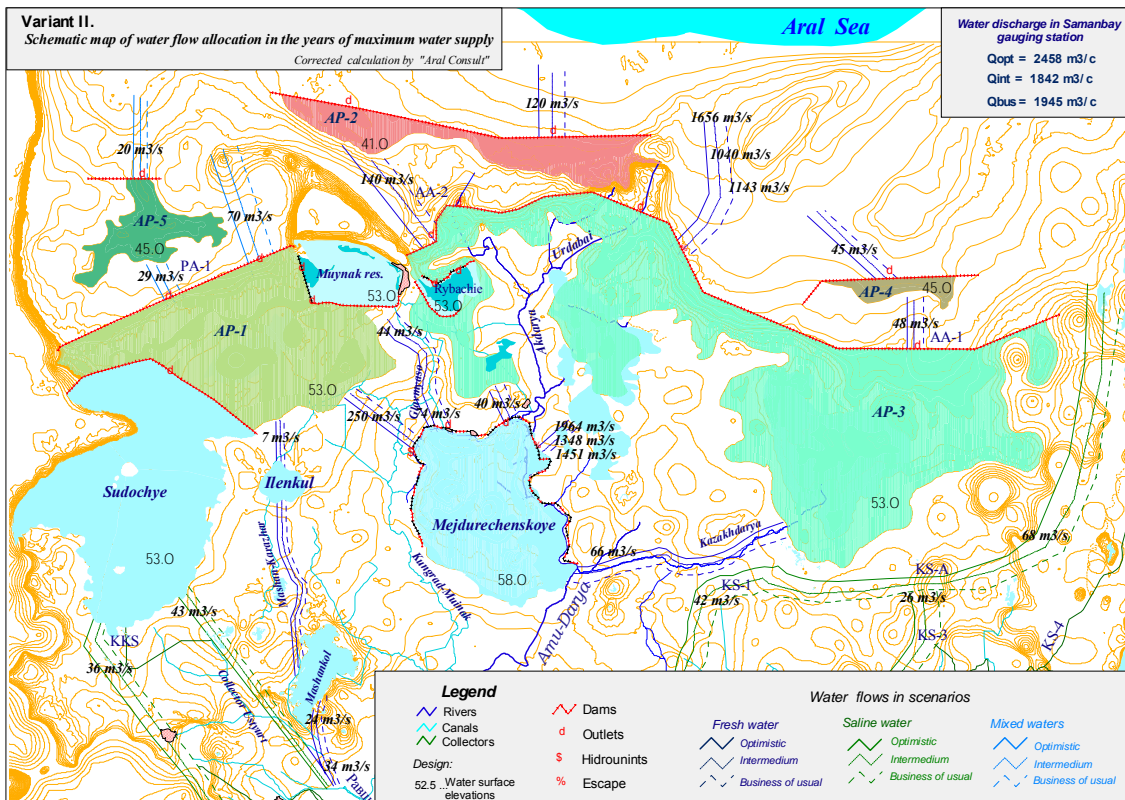 Variant II.
Schematic map of water flow allocation in the years of maximum water supply
Corrected calculation by "Aral Consult"
Aral Sea
Water discharge in Samanbay
gauging station
Qopt = 2458 m3/c
Qint = 1842 m3/c
Qbus = 1945 m3/c
d
AP-2
41.0
120 m3/s
d
1656 m3/s
1040 m3/s
1143 m3/s
20 m3/s
d
140 m3/s
AA-2
d
d
d
AP-5
45.0
70 m3/s
d
PA-1
29 m3/s
d
Muynak res.
53.0
d
d
Rybachie
53.0
d
d
Urdabai
45 m3/s
d
AP-4
45.0
48 m3/s
AA-1
d
AP-1
53.0
44 m3/s
Akdarya
d
250 m3/s
74 m3/s
d
40 m3/s
d
1964 m3/s
1348 m3/s
1451 m3/s
AP-3
53.0
7 m3/s
$
Ilenkul
Sudochye
53.0
Mejdurechenskoye
58.0
Kazakhdarya
66 m3/s
68 m3/s
KS-A
KS-1
42 m3/s
26 m3/s
KS-3
KS-4
Kungrad-Muinak
Amu-Darya
43 m3/s
KKS
36 m3/s
Collector Ustyurt
Mashankol
24 m3/s
34 m3/s
Legend
Rivers
Canals
Collectors
Design:
52.5 ..Water surface
elevations
Dams
d Outlets
$ Hidrounints
% Escape
Water flows in scenarios
Fresh water
Optimistic
Intermedium
Business of usual
Saline water
Optimistic
Intermedium
Business of usual
Mixed waters
Optimistic
Intermedium
Business of usual